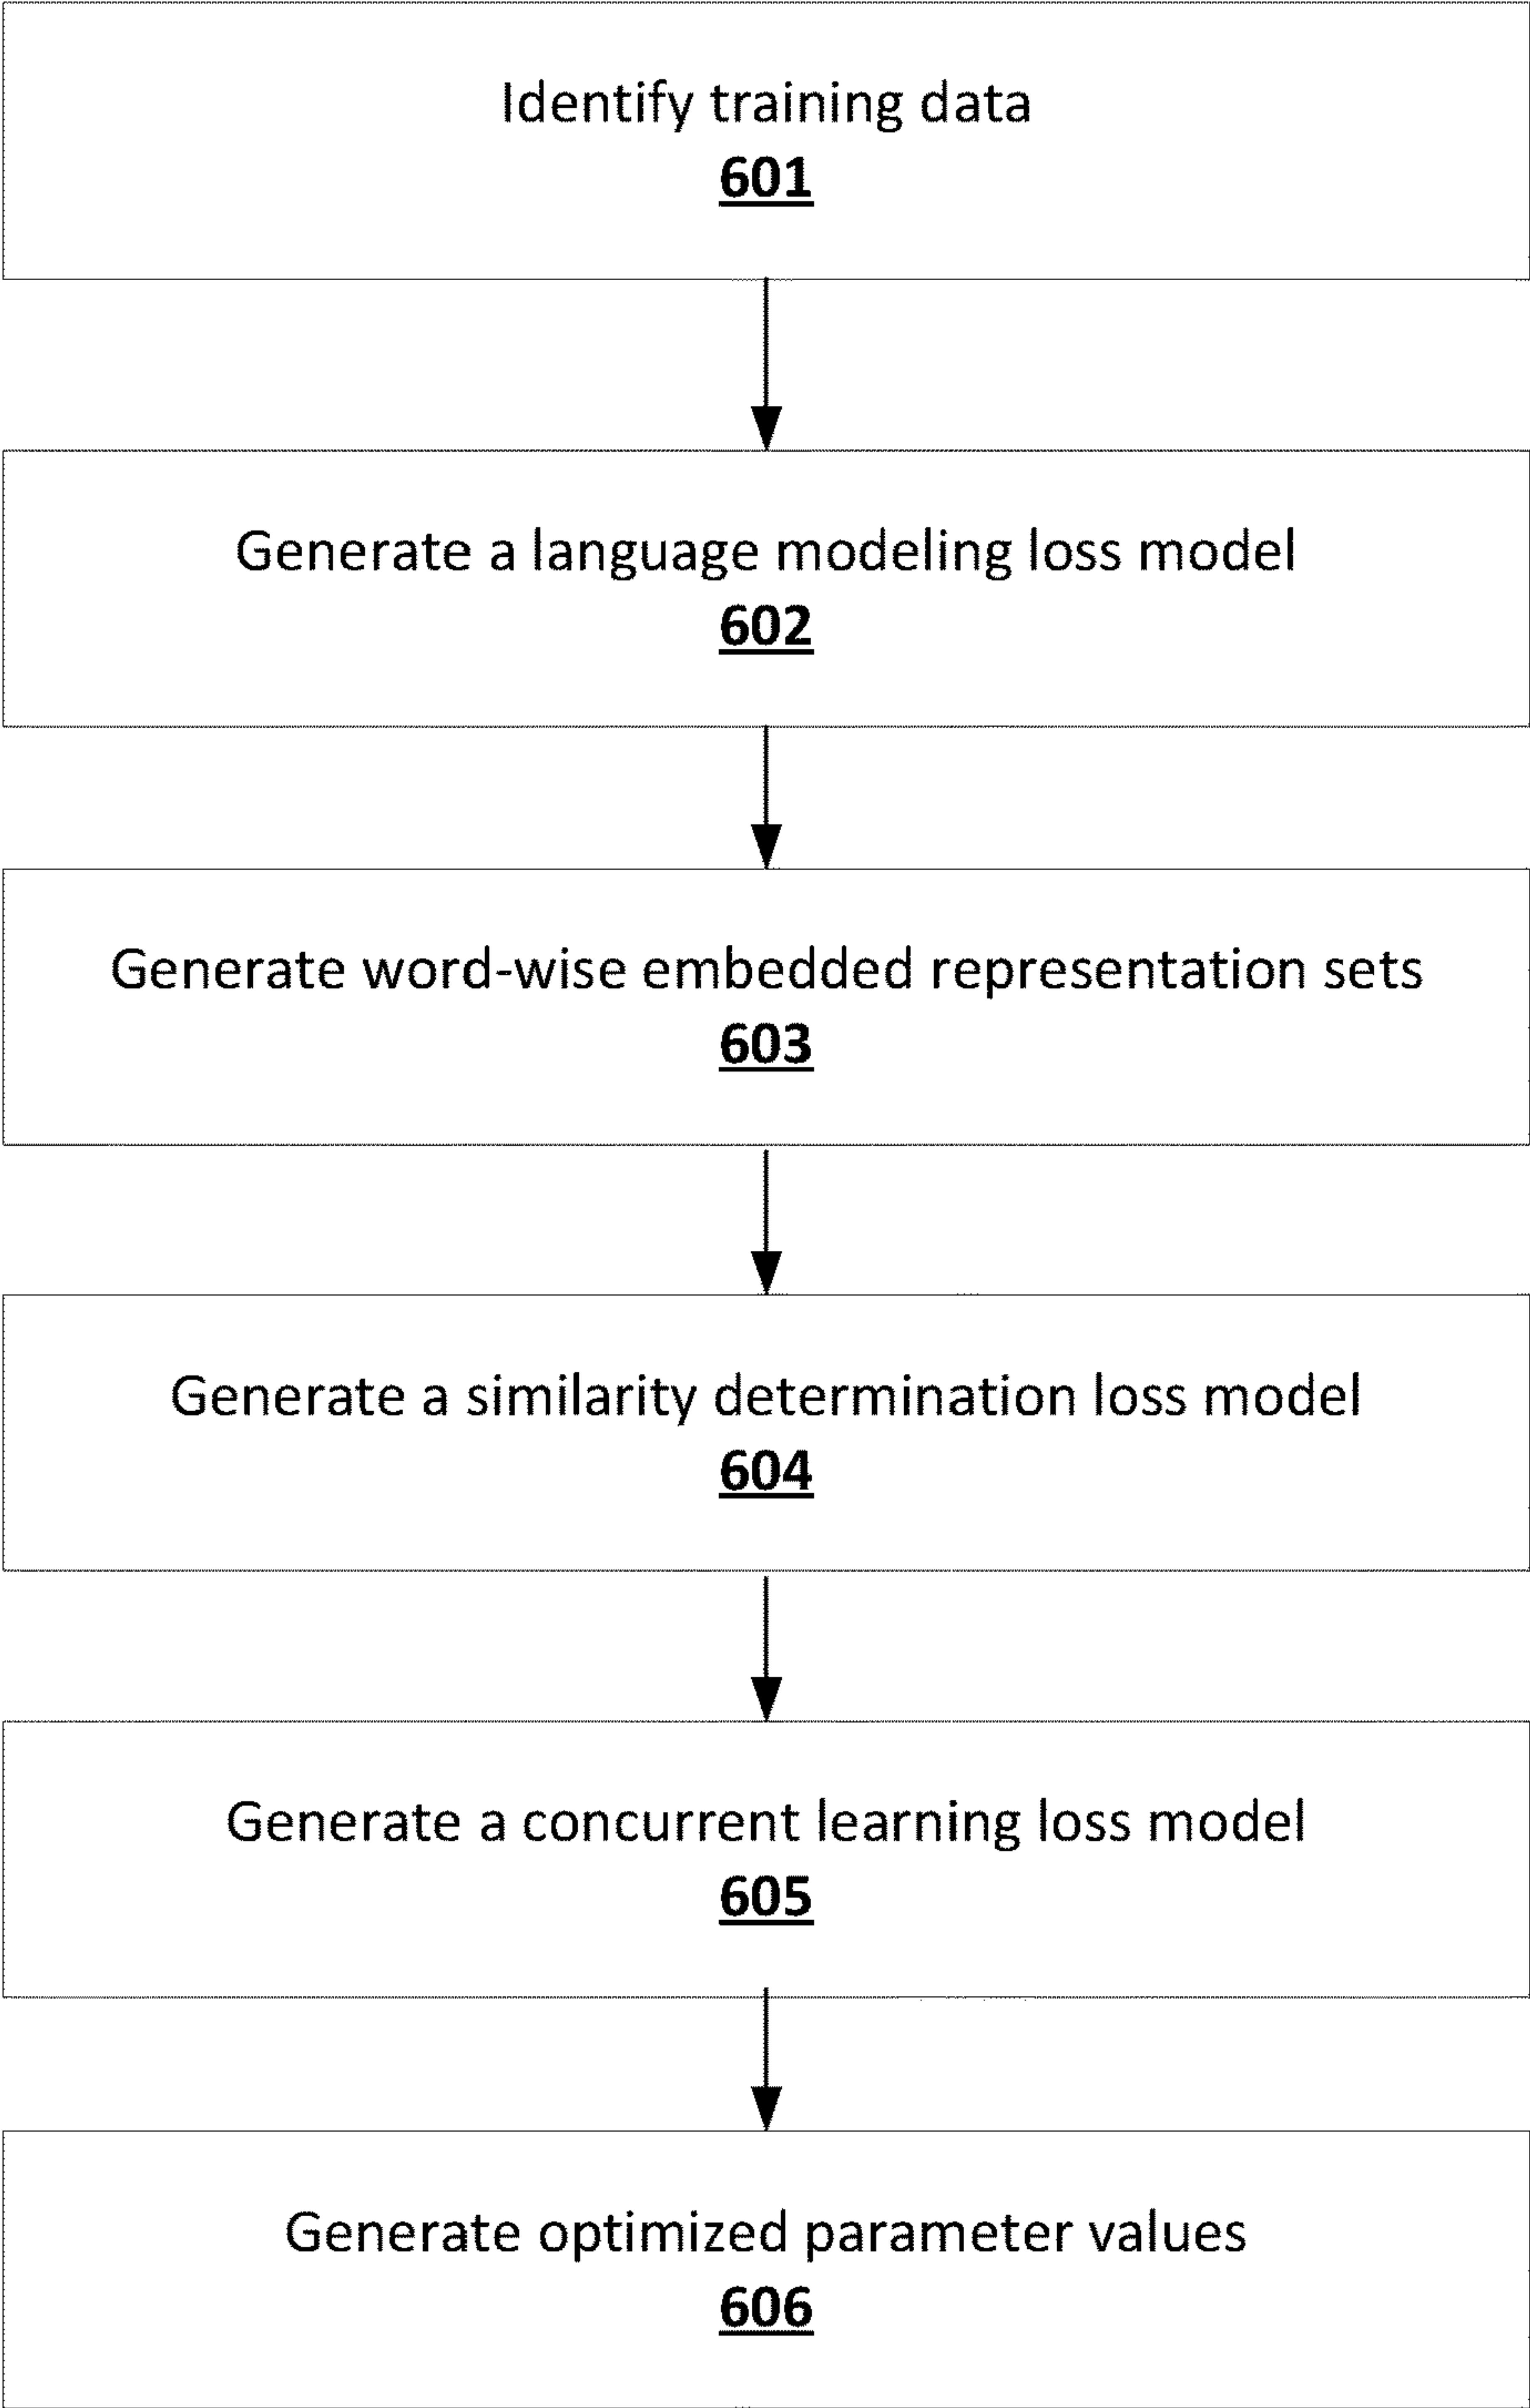 Identify training data
601
Generate a language modeling loss model
602
Generate word-wise embedded representation sets
603
Generate a similarity determination loss model
604
Generate a concurrent learning loss model
605
Generate optimized parameter values
606